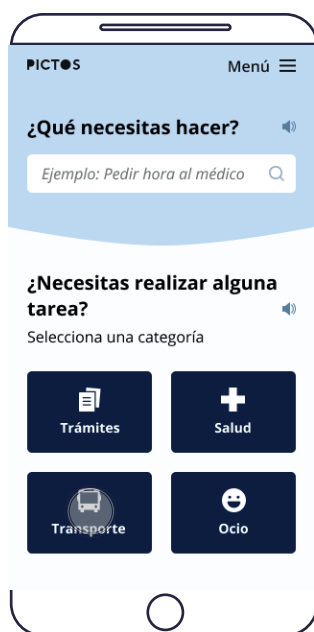 PICTOS
Menú
¿Qué necesitas hacer?
Ejemplo: Pedir hora al médico
¿Necesitas realizar alguna
tarea?
Selecciona una categoría
Trámites
Salud
Transporte
Ocio